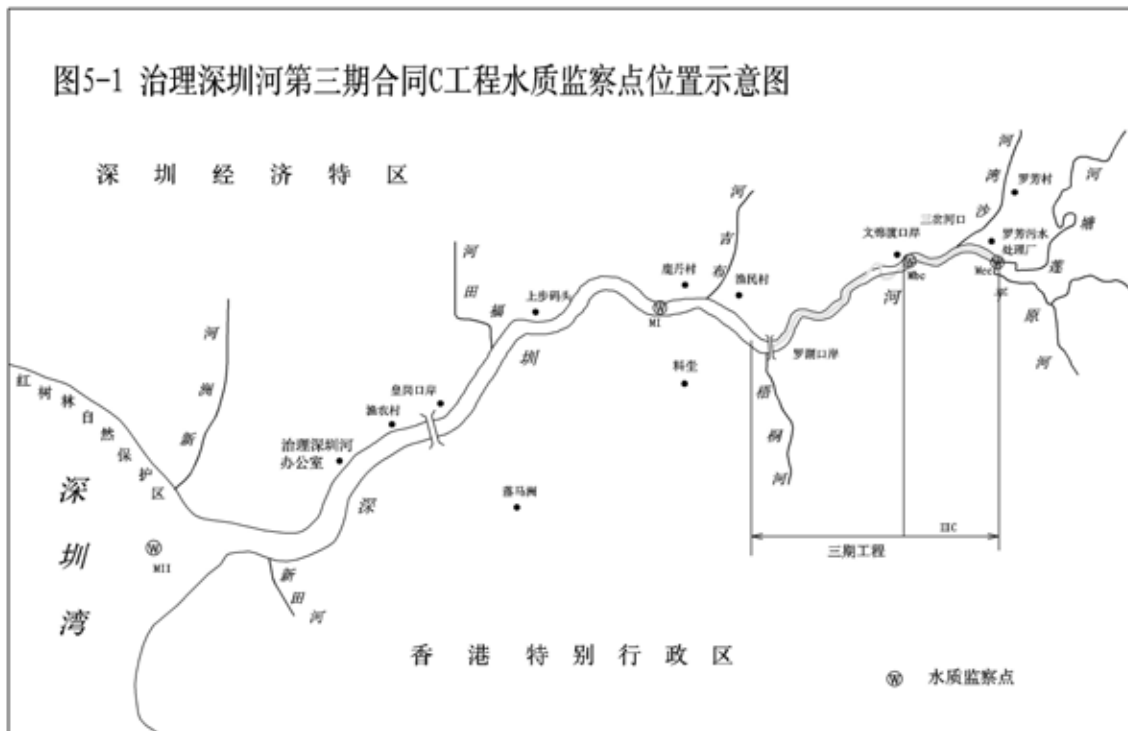 图5-1 治理深圳河第三期合同C工程水质监察点位置示意图
深圳经济特区
河湾沙
罗芳村
河塘莲
三岔河口
文锦渡口岸
罗芳污水
处理厂
Mbc
Mcc
平原河
河吉布
鹿丹村
渔民村
MI
河田福
上步码头
罗湖口岸
深圳河
料坐
梧桐河
河洲新
皇岗口岸
渔农村
治理深圳河
办公室
落马洲
红树林自然保护区
深圳湾
MII
新田河
IIIC
三期工程
香港特别行政区
W 水质监察点